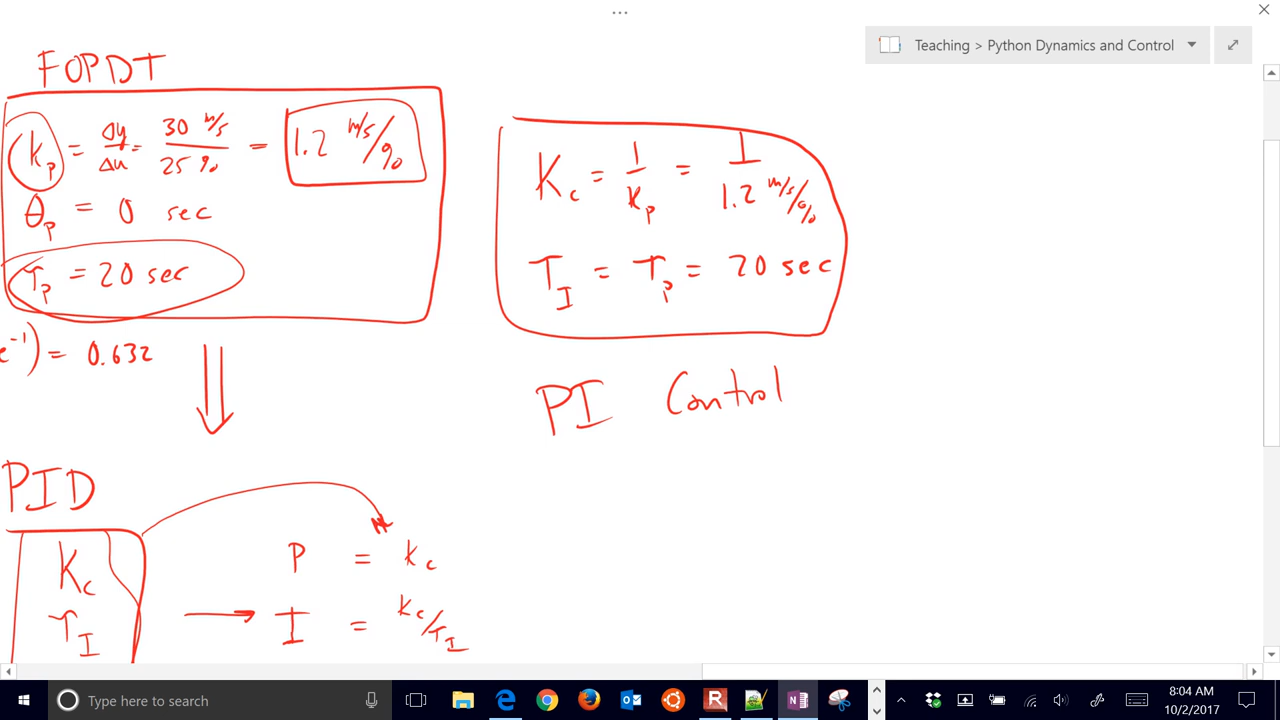 ...
Teaching > Python Dynamics and Control
FOPDT
Kp = Δy/Δu = 30 m/s / 25 % = 1.2 m/s/%
θp = 0 sec
τp = 20 sec
e⁻¹) = 0.632
Kc = 1/Kp = 1 / 1.2 m/s/%
τI = τp = 20 sec
PI Control
PID
Kc
τI
P = Kc
I = Kc/τI
Type here to search
8:04 AM
10/2/2017